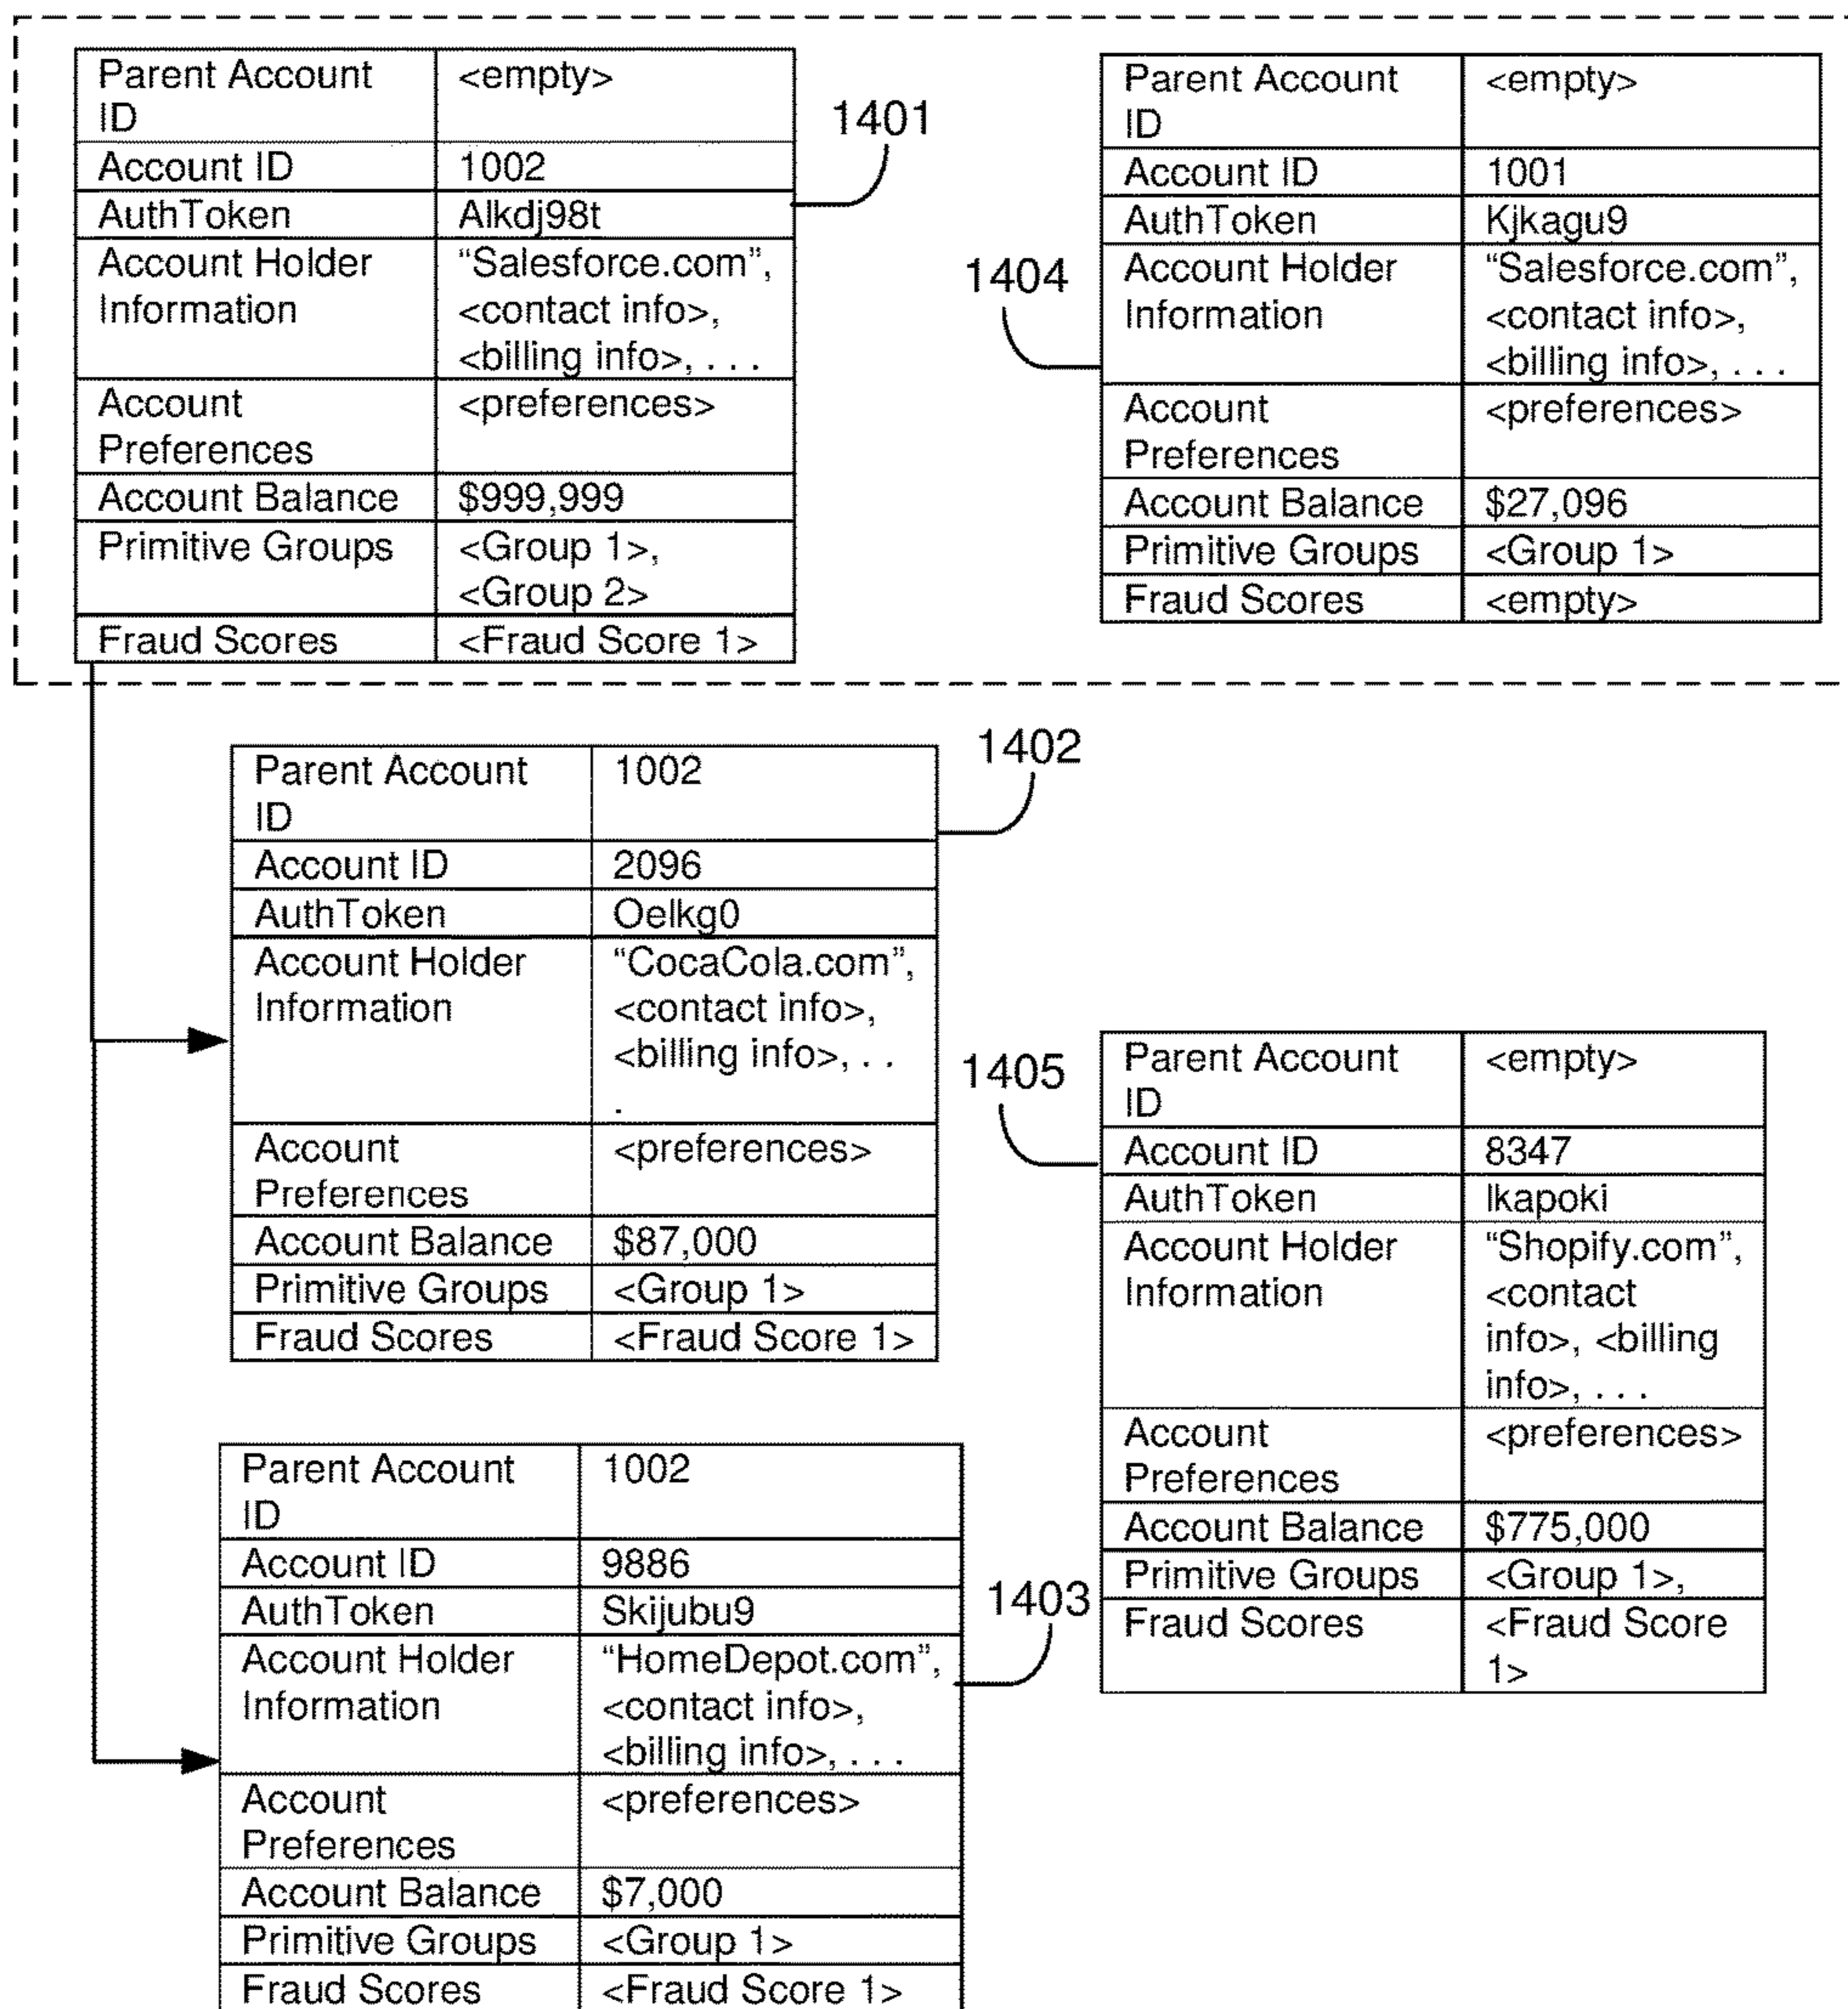 Parent Account <empty>
ID
Account ID 1002
AuthToken Alkdj98t
Account Holder "Salesforce.com",
Information <contact info>,
<billing info>, . . .
Account <preferences>
Preferences
Account Balance $999,999
Primitive Groups <Group 1>,
<Group 2>
Fraud Scores <Fraud Score 1>
1401
Parent Account <empty>
ID
Account ID 1001
AuthToken Kjkagu9
Account Holder "Salesforce.com",
Information <contact info>,
<billing info>, . . .
Account <preferences>
Preferences
Account Balance $27,096
Primitive Groups <Group 1>
Fraud Scores <empty>
1404
Parent Account 1002
ID
Account ID 2096
AuthToken Oelkg0
Account Holder "CocaCola.com",
Information <contact info>,
<billing info>, . .
.
Account <preferences>
Preferences
Account Balance $87,000
Primitive Groups <Group 1>
Fraud Scores <Fraud Score 1>
1402
Parent Account <empty>
ID
Account ID 8347
AuthToken Ikapoki
Account Holder "Shopify.com",
Information <contact
info>, <billing
info>, . . .
Account <preferences>
Preferences
Account Balance $775,000
Primitive Groups <Group 1>,
Fraud Scores <Fraud Score
1>
1405
Parent Account 1002
ID
Account ID 9886
AuthToken Skijubu9
Account Holder "HomeDepot.com",
Information <contact info>,
<billing info>, . . .
Account <preferences>
Preferences
Account Balance $7,000
Primitive Groups <Group 1>
Fraud Scores <Fraud Score 1>
1403